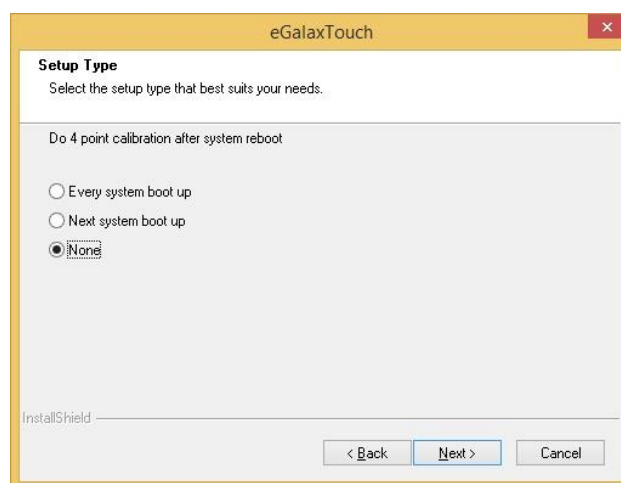 eGalaxTouch
Setup Type
Select the setup type that best suits your needs.
Do 4 point calibration after system reboot
Every system boot up
Next system boot up
None
InstallShield
< Back Next > Cancel